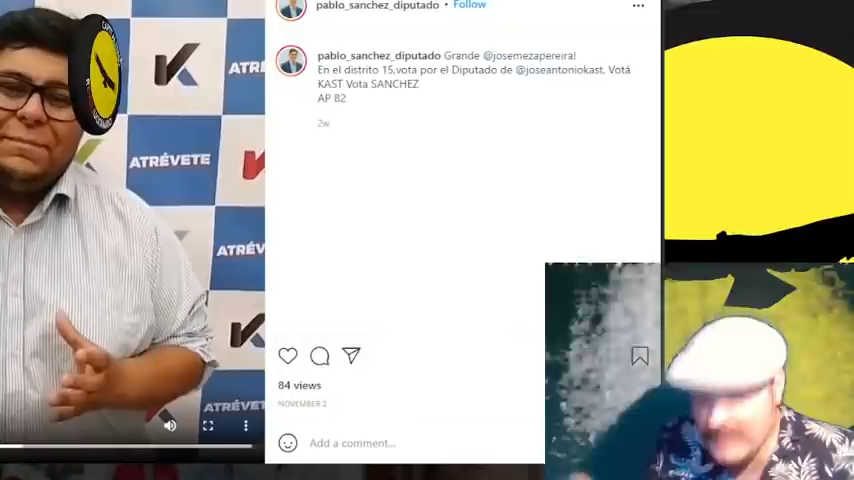 pablo_sanchez_diputado • Follow
pablo_sanchez_diputado Grande @josemezapereira!
En el distrito 15,vota por el Diputado de @joseantoniokast. Votá
KAST Vota SANCHEZ
AP 82
2w
84 views
NOVEMBER 2
Add a comment...
K
ATRÉVETE
ATRÉVETE
K
ATRÉVETE